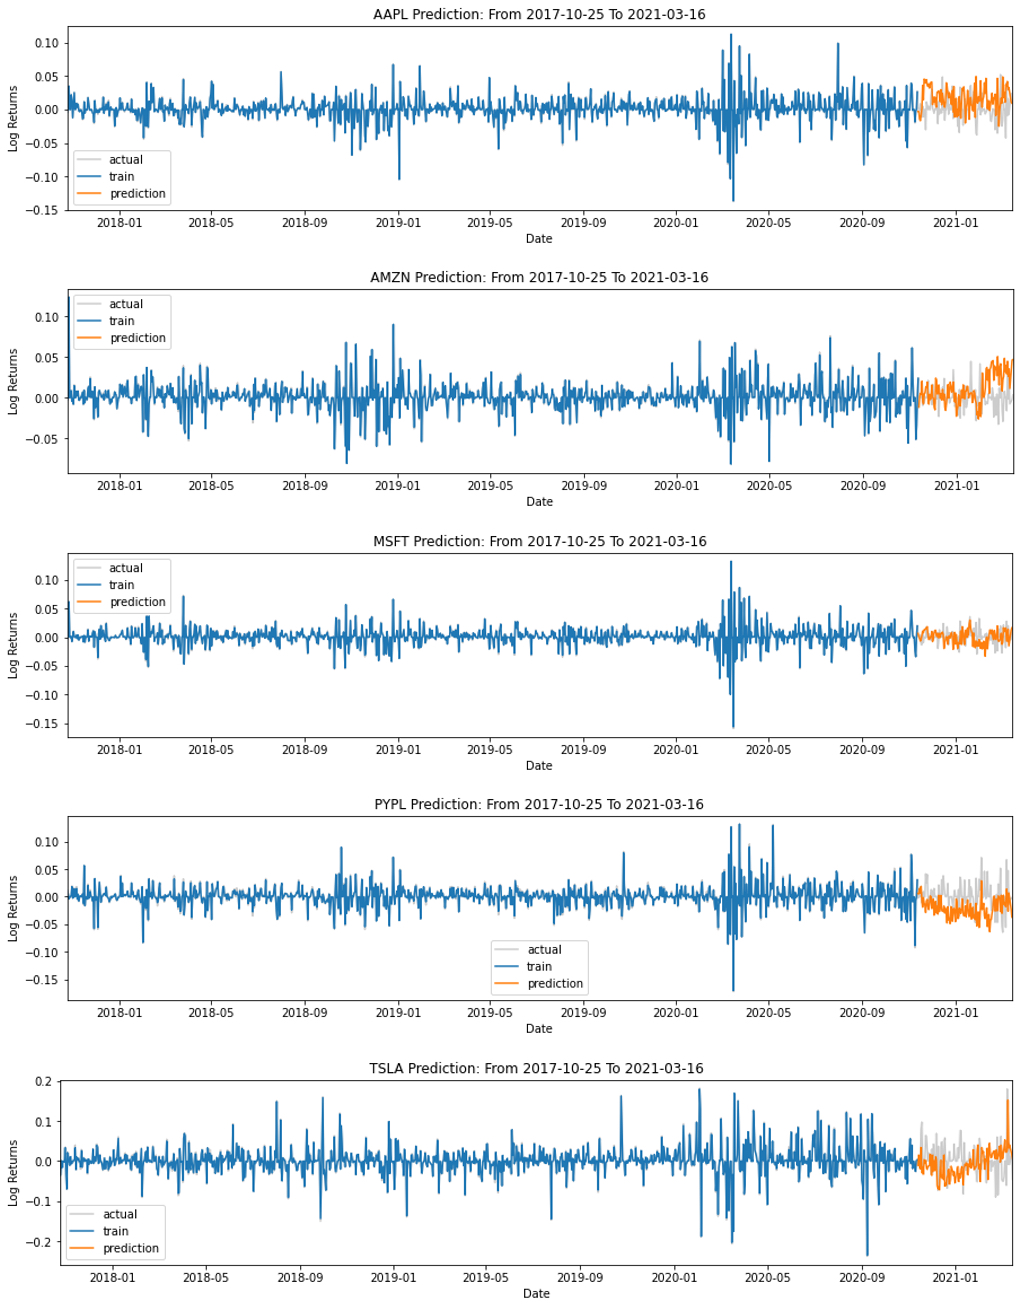 AAPL Prediction: From 2017-10-25 To 2021-03-16
0.10
0.05
0.00
−0.05
−0.10
−0.15
Log Returns
actual
train
prediction
2018-01 2018-05 2018-09 2019-01 2019-05 2019-09 2020-01 2020-05 2020-09 2021-01
Date
AMZN Prediction: From 2017-10-25 To 2021-03-16
actual
train
prediction
0.10
0.05
0.00
−0.05
Log Returns
2018-01 2018-05 2018-09 2019-01 2019-05 2019-09 2020-01 2020-05 2020-09 2021-01
Date
MSFT Prediction: From 2017-10-25 To 2021-03-16
actual
train
prediction
0.10
0.05
0.00
−0.05
−0.10
−0.15
Log Returns
2018-01 2018-05 2018-09 2019-01 2019-05 2019-09 2020-01 2020-05 2020-09 2021-01
Date
PYPL Prediction: From 2017-10-25 To 2021-03-16
0.10
0.05
0.00
−0.05
−0.10
−0.15
Log Returns
actual
train
prediction
2018-01 2018-05 2018-09 2019-01 2019-05 2019-09 2020-01 2020-05 2020-09 2021-01
Date
TSLA Prediction: From 2017-10-25 To 2021-03-16
0.2
0.1
0.0
−0.1
−0.2
Log Returns
actual
train
prediction
2018-01 2018-05 2018-09 2019-01 2019-05 2019-09 2020-01 2020-05 2020-09 2021-01
Date